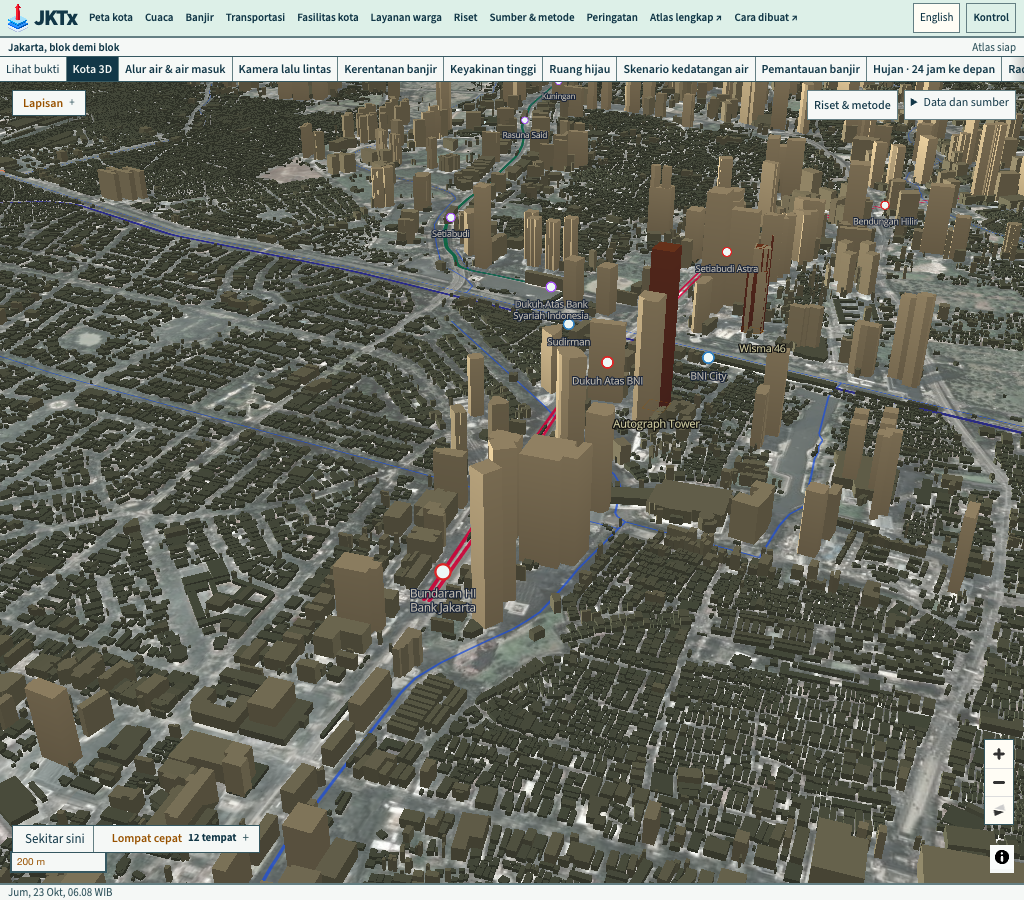 JKTx
Peta kota
Cuaca
Banjir
Transportasi
Fasilitas kota
Layanan warga
Riset
Sumber & metode
Peringatan
Atlas lengkap ↗
Cara dibuat ↗
English
Kontrol
Jakarta, blok demi blok
Atlas siap
Lihat bukti
Kota 3D
Alur air & air masuk
Kamera lalu lintas
Kerentanan banjir
Keyakinan tinggi
Ruang hijau
Skenario kedatangan air
Pemantauan banjir
Hujan · 24 jam ke depan
Lapisan +
Riset & metode
▶ Data dan sumber
Kuningan
Rasuna Said
Setiabudi
Bendungan Hilir
Setiabudi Astra
Dukuh Atas Bank
Syariah Indonesia
Sudirman
Wisma 46
BNI City
Dukuh Atas BNI
Autograph Tower
Bundaran HI
Bank Jakarta
Sekitar sini
Lompat cepat 12 tempat +
200 m
Jum, 23 Okt, 06.08 WIB